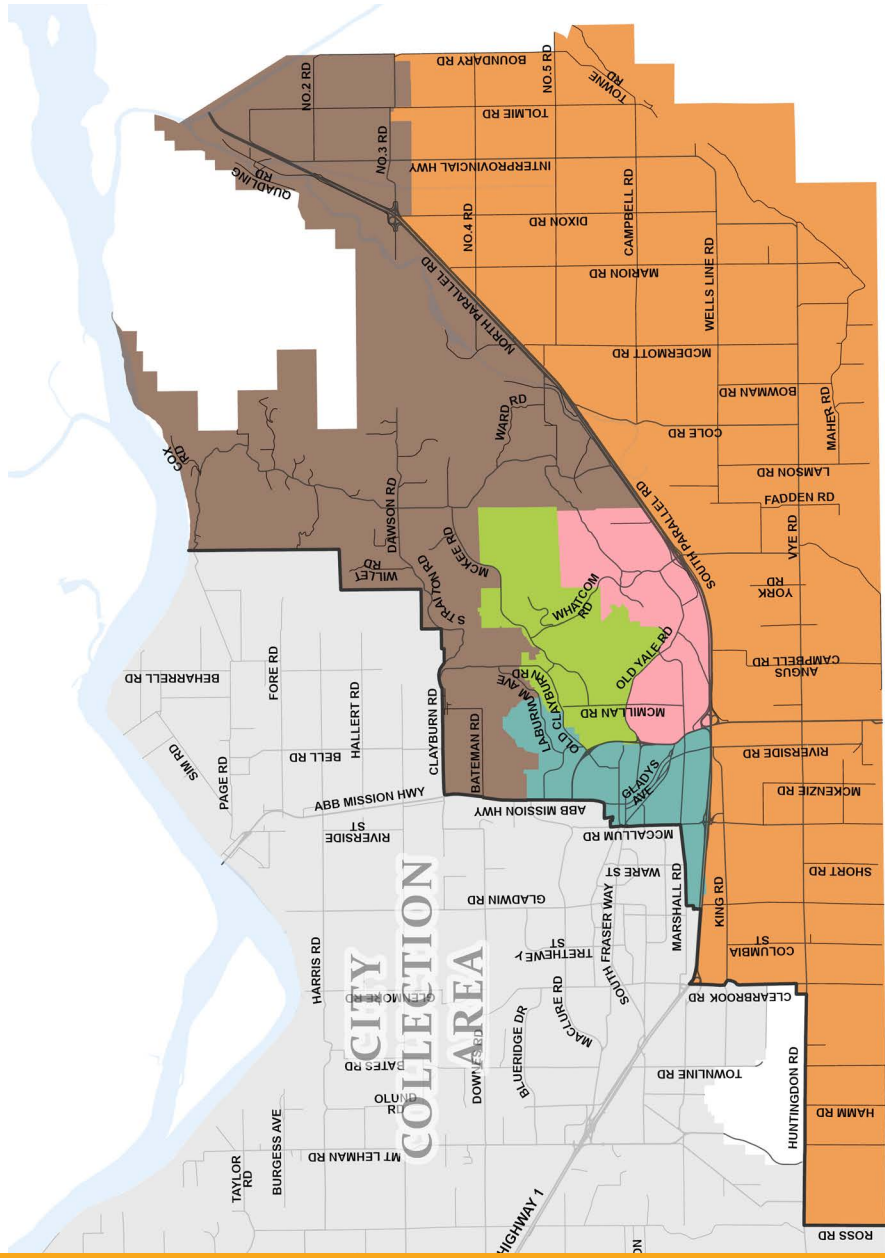 BOUNDARY RD
NO.5 RD
TOWNE
RD
NO.2 RD
TOLMIE RD
NO.3 RD
INTERPROVINCIAL HWY
QUADLING
RD
CAMPBELL RD
NO.4 RD
DIXON RD
WELLS LINE RD
MARION RD
NORTH PARALLEL RD
MCDERMOTT RD
BOWMAN RD
MAHER RD
WARD RD
COLE RD
COX
RD
LAMSON RD
DAWSON RD
SOUTH PARALLEL RD
FADDEN RD
VYE RD
MCKEE RD
WILLET
RD
STRAITON RD
WHATCOM
RD
YORK
RD
OLD YALE RD
BEHARRELL RD
FORE RD
ANGUS
CAMPBELL RD
LABURNUM AVE
OLD
CLAYBURN RD
MCMILLAN RD
HALLERT RD
CLAYBURN RD
BATEMAN RD
SIM RD
BELL RD
PAGE RD
RIVERSIDE RD
GLADYS
AVE
MCKENZIE RD
ABB MISSION HWY
ABB MISSION HWY
RIVERSIDE
ST
MCCALLUM RD
WARE ST
SHORT RD
MARSHALL RD
KING RD
GLADWIN RD
SOUTH FRASER WAY
TRETHEWEY
ST
COLUMBIA
ST
HARRIS RD
CITY
COLLECTION
AREA
GLENMORE RD
CLEARBROOK RD
MACLURE RD
BLUERIDGE DR
DOWNES RD
BATES RD
TOWNLINE RD
HUNTINGDON RD
OLUND
RD
HAMM RD
BURGESS AVE
MT LEHMAN RD
TAYLOR
RD
HIGHWAY 1
ROSS RD
ON